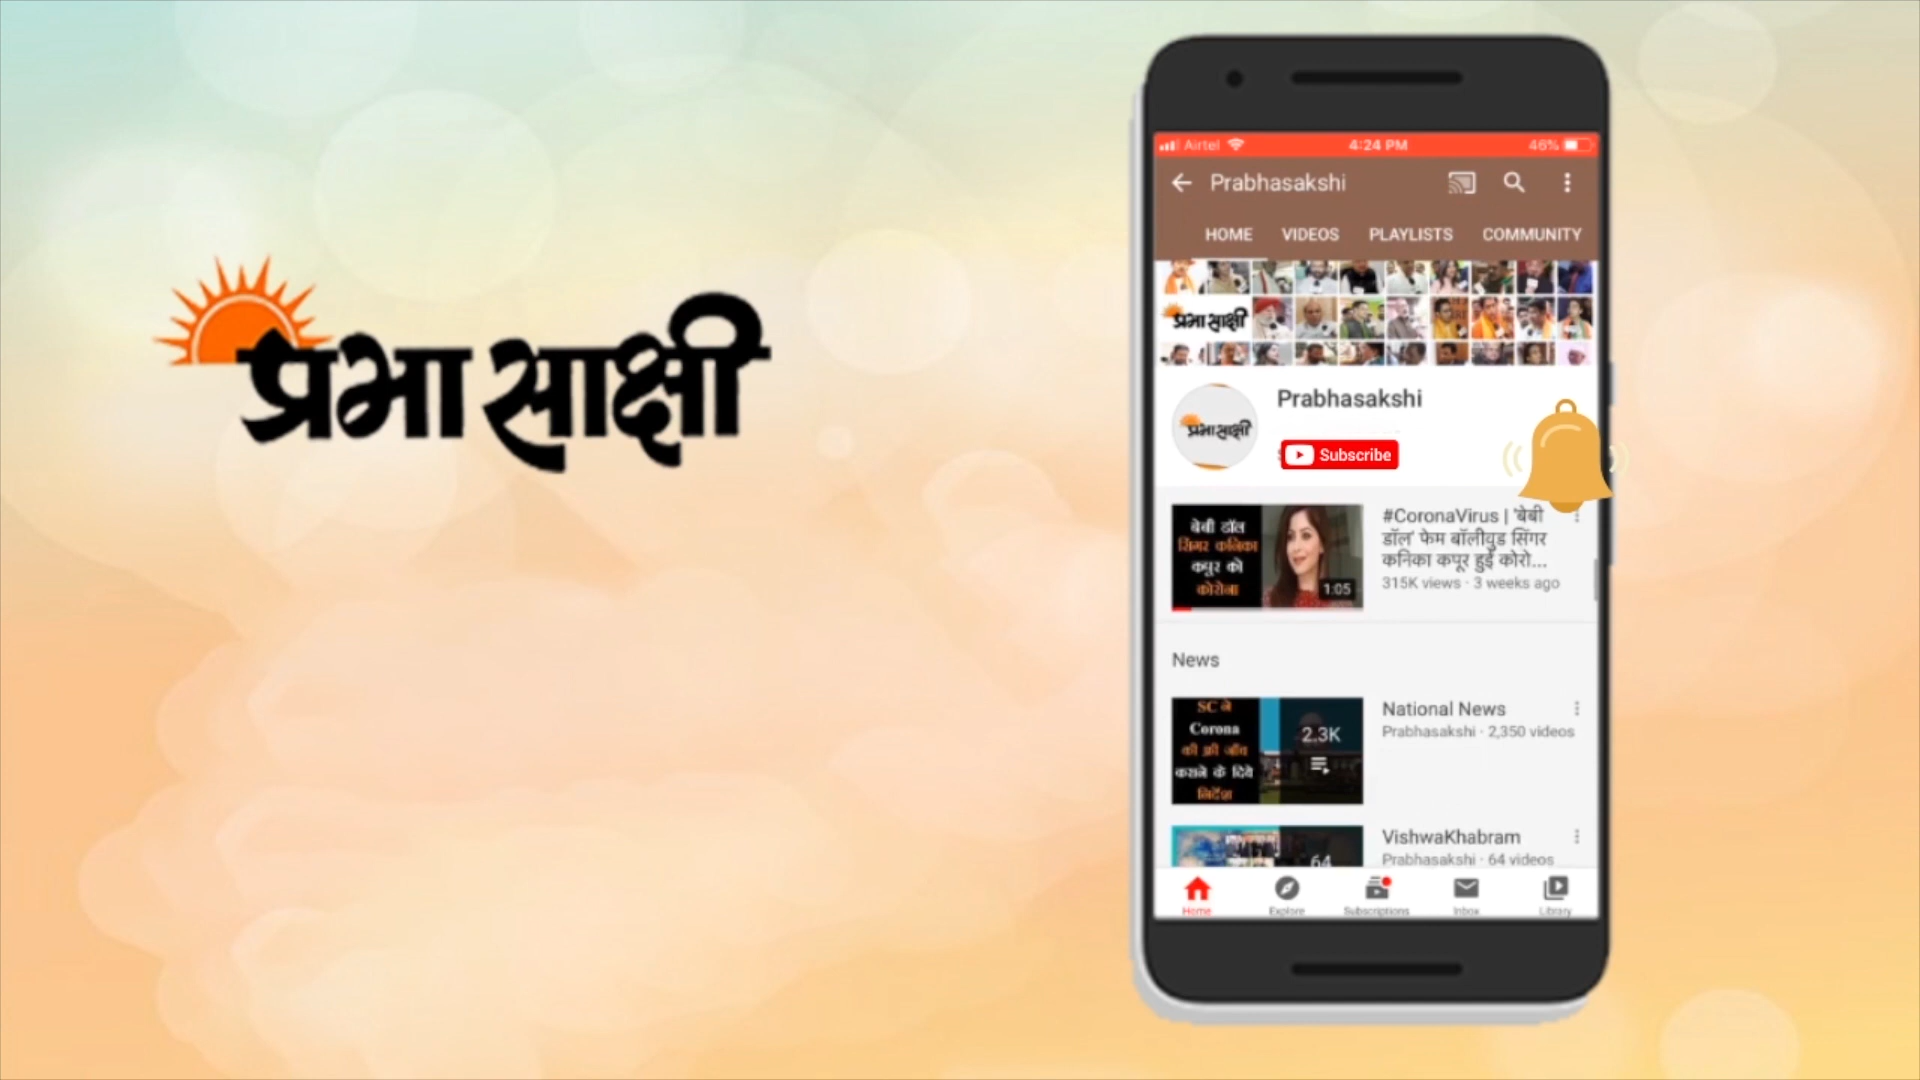 प्रभासाक्षी
Airtel 4:24 PM 46%
Prabhasakshi
HOME VIDEOS PLAYLISTS COMMUNITY
प्रभासाक्षी
प्रभासाक्षी
Prabhasakshi
Subscribe
बेबी डॉल
सिंगर कनिका
कपूर को
कोरोना
1:05
#CoronaVirus | 'बेबी
डॉल' फेम बॉलीवुड सिंगर
कनिका कपूर हुई कोरो...
315K views · 3 weeks ago
News
SC ने
Corona
की फ्री जाँच
कराने के दिये
निर्देश
2.3K
National News
Prabhasakshi · 2,350 videos
64
VishwaKhabram
Prabhasakshi · 64 videos
Home Explore Subscriptions Inbox Library